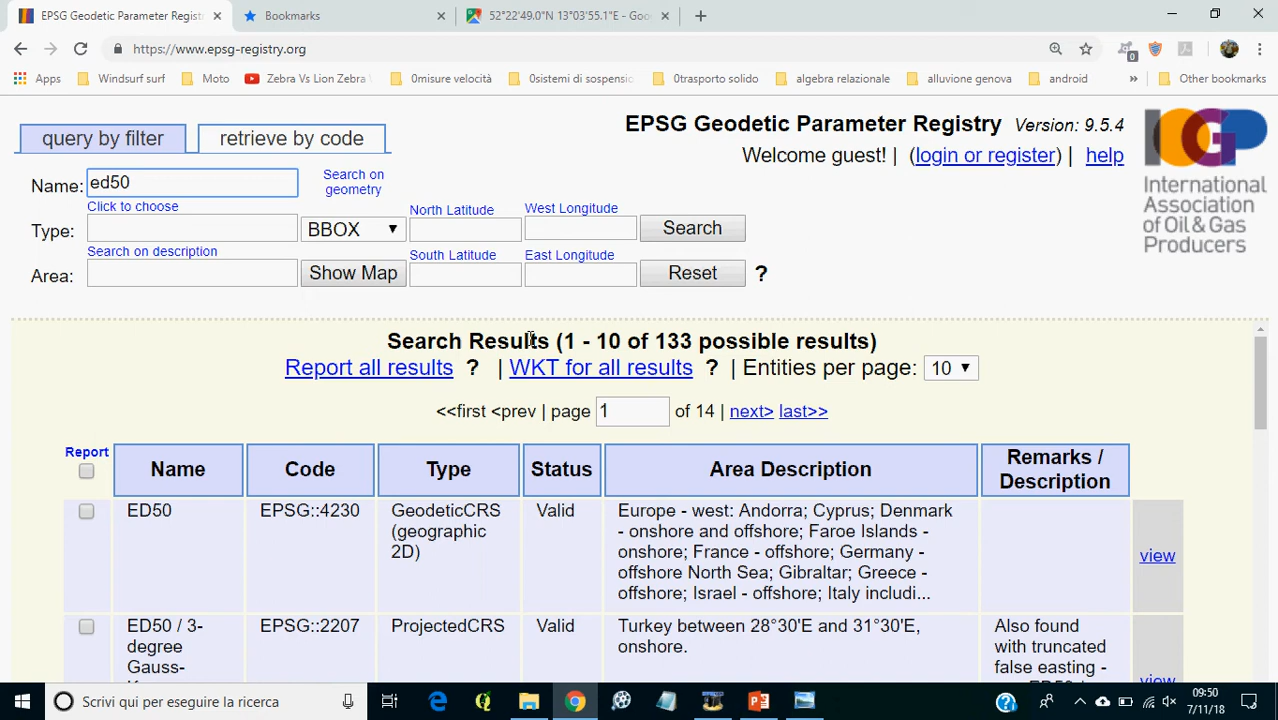 EPSG Geodetic Parameter Registr
Bookmarks
52°22'49.0"N 13°03'55.1"E - Goo
https://www.epsg-registry.org
0
Apps
Windsurf surf
Moto
Zebra Vs Lion Zebra
0misure velocità
0sistemi di sospensio
0trasporto solido
algebra relazionale
alluvione genova
android
»
Other bookmarks
query by filter
retrieve by code
EPSG Geodetic Parameter Registry Version: 9.5.4
Welcome guest! | (login or register) | help
International
Association
of Oil & Gas
Producers
Name: ed50
Search on
geometry
Click to choose
North Latitude
West Longitude
Type:
BBOX
Search
Search on description
South Latitude
East Longitude
Area:
Show Map
Reset
?
Search Results (1 - 10 of 133 possible results)
Report all results ? | WKT for all results ? | Entities per page: 10
<<first <prev | page 1 of 14 | next> last>>
Report
Name
Code
Type
Status
Area Description
Remarks /
Description
ED50
EPSG::4230
GeodeticCRS
(geographic
2D)
Valid
Europe - west: Andorra; Cyprus; Denmark
- onshore and offshore; Faroe Islands -
onshore; France - offshore; Germany -
offshore North Sea; Gibraltar; Greece -
offshore; Israel - offshore; Italy includi...
view
ED50 / 3-
degree
Gauss-
EPSG::2207
ProjectedCRS
Valid
Turkey between 28°30'E and 31°30'E,
onshore.
Also found
with truncated
false easting -
view
Scrivi qui per eseguire la ricerca
09:50
7/11/18